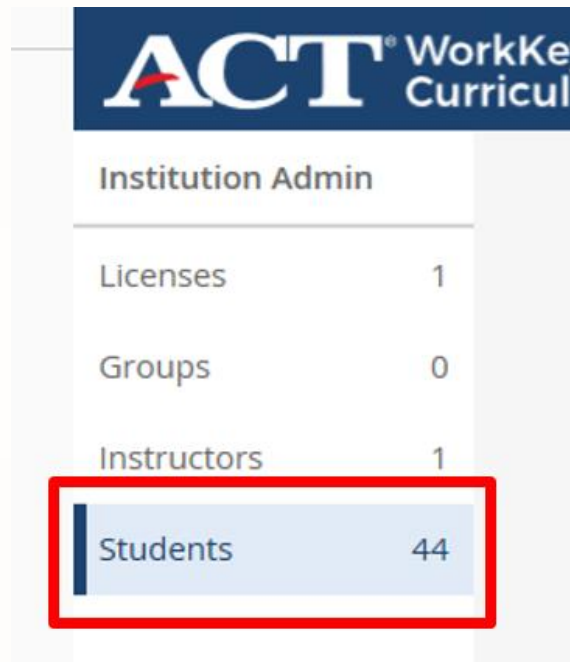 ACT® WorkKe
Curricul
Institution Admin
Licenses 1
Groups 0
Instructors 1
Students 44